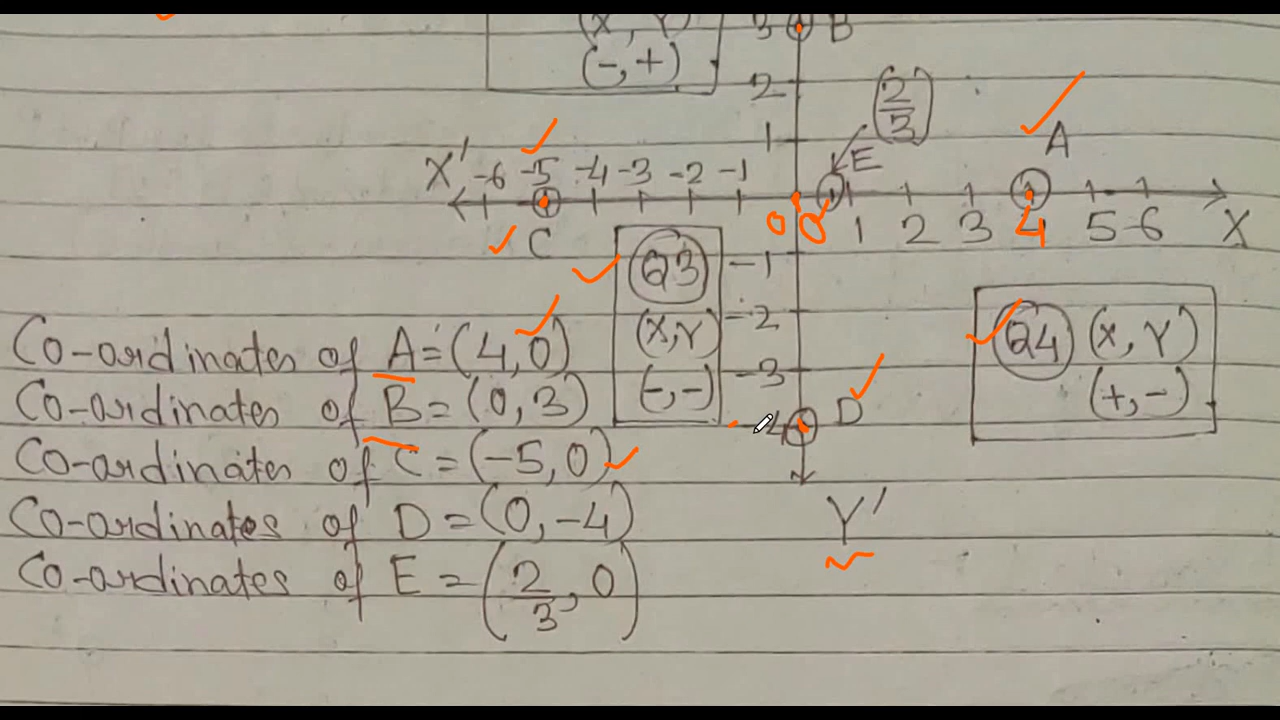 (X, Y)
(-, +)
3 B
2
1
(2/3)
E
A
X' -6 -5 -4 -3 -2 -1
0 0 1 2 3 4 5 6 X
C
Q3
(X, Y)
(-, -)
-1
-2
-3
-4 D
Y'
Q4 (X, Y)
(+, -)
Co-ordinates of A = (4, 0)
Co-ordinates of B = (0, 3)
Co-ordinates of C = (-5, 0)
Co-ordinates of D = (0, -4)
Co-ordinates of E = (2/3, 0)